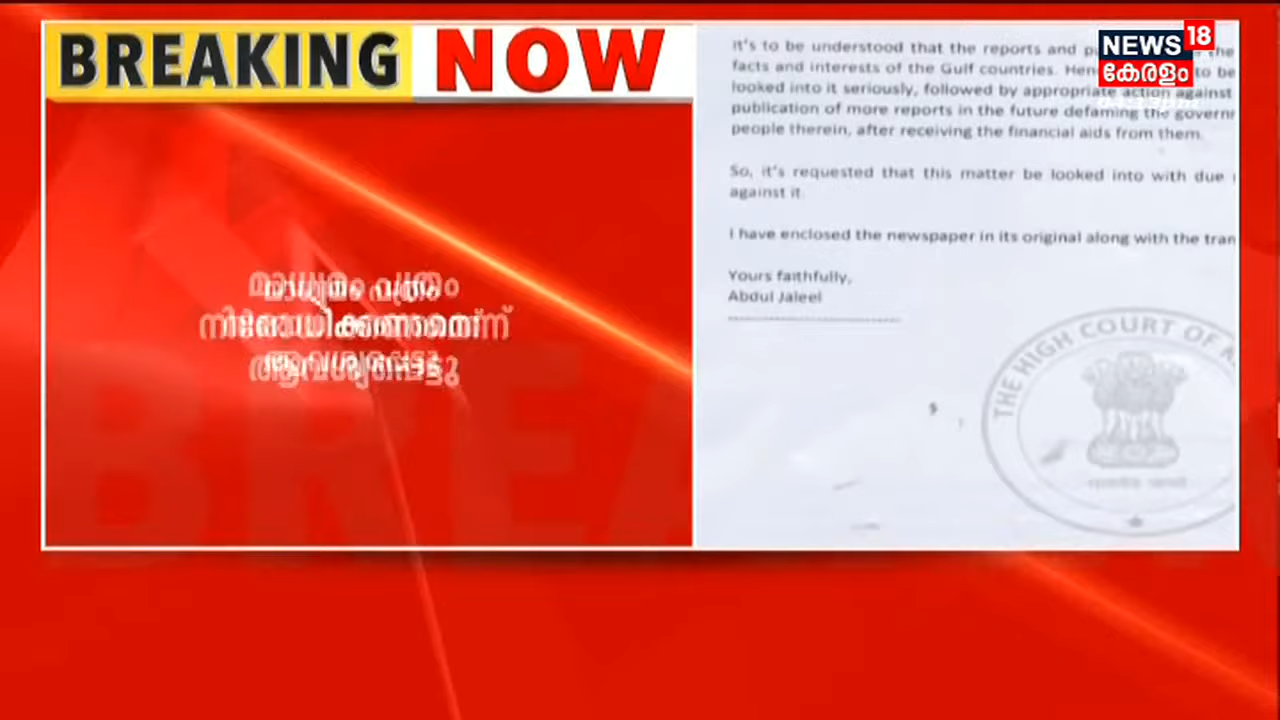 BREAKING NOW
മാധ്യമം പത്രം
നിരോധിക്കണമെന്ന്
ആവശ്യപ്പെട്ടു
NEWS 18
കേരളം
It's to be understood that the reports and the
facts and interests of the Gulf countries. to be
looked into it seriously, followed by appropriate action against
publication of more reports in the future defaming the
people therein, after receiving the financial aids from them.
So, it's requested that this matter be looked into with due
against it.
I have enclosed the newspaper in its original along with the
Yours faithfully,
Abdul Jaleel
THE HIGH COURT OF